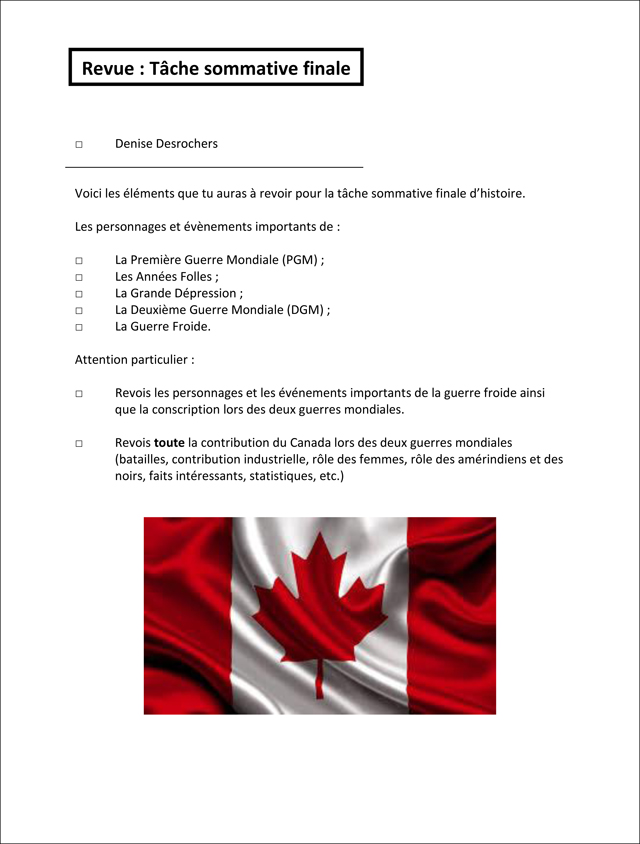 Revue : Tâche sommative finale
□ Denise Desrochers
Voici les éléments que tu auras à revoir pour la tâche sommative finale d’histoire.
Les personnages et évènements importants de :
□ La Première Guerre Mondiale (PGM) ;
□ Les Années Folles ;
□ La Grande Dépression ;
□ La Deuxième Guerre Mondiale (DGM) ;
□ La Guerre Froide.
Attention particulier :
□ Revois les personnages et les événements importants de la guerre froide ainsi
que la conscription lors des deux guerres mondiales.
□ Revois toute la contribution du Canada lors des deux guerres mondiales
(batailles, contribution industrielle, rôle des femmes, rôle des amérindiens et des
noirs, faits intéressants, statistiques, etc.)